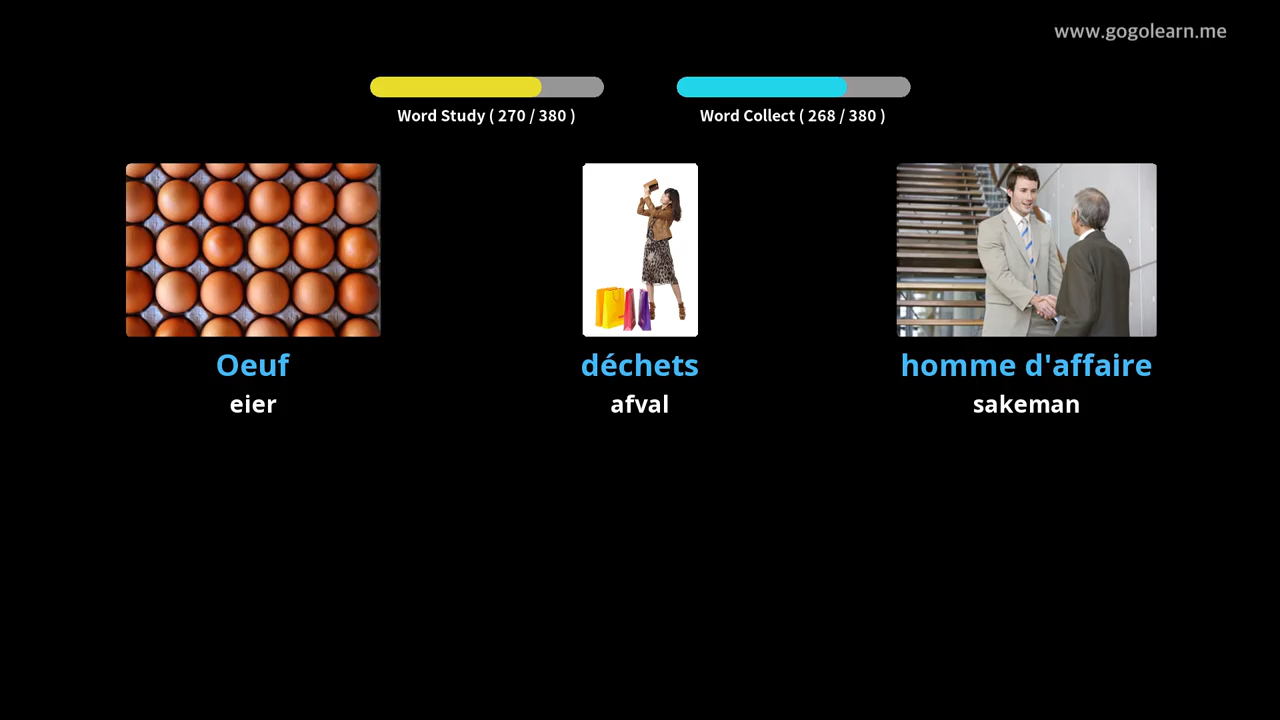 www.gogolearn.me
Word Study ( 270 / 380 )
Word Collect ( 268 / 380 )
Oeuf
déchets
homme d'affaire
eier
afval
sakeman